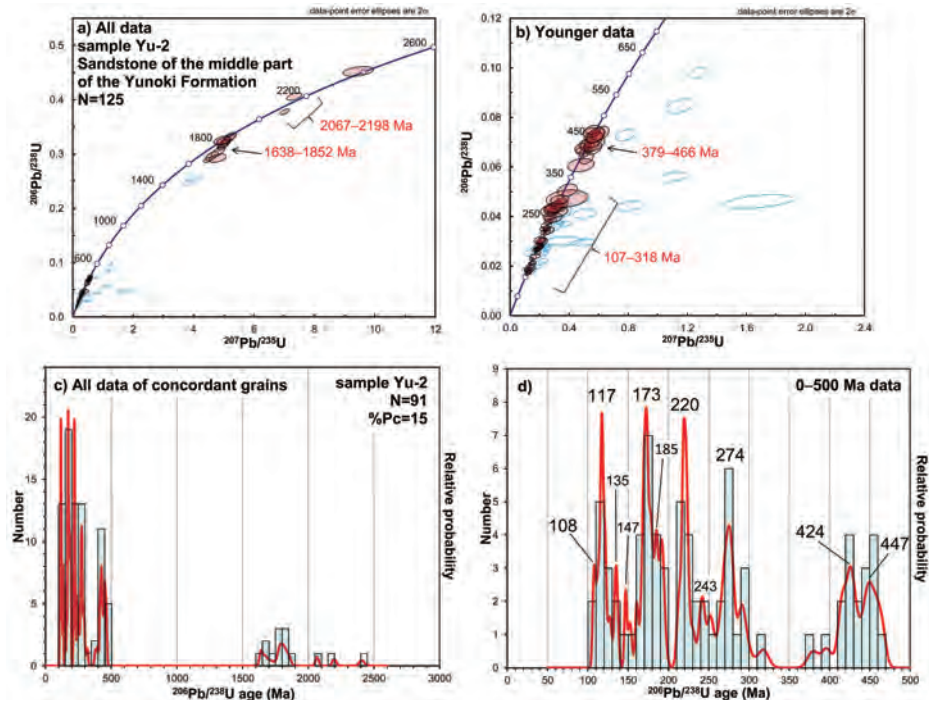 data-point error ellipses are 2σ
a) All data
sample Yu-2
Sandstone of the middle part
of the Yunoki Formation
N=125
0.5
0.4
0.3
0.2
0.1
0.0
600
1000
1400
1800
2200
2600
2067–2198 Ma
1638–1852 Ma
0 2 4 6 8 10 12
²⁰⁶Pb/²³⁸U
²⁰⁷Pb/²³⁵U
data-point error ellipses are 2σ
b) Younger data
0.12
0.10
0.08
0.06
0.04
0.02
0.00
250
350
450
550
650
379–466 Ma
107–318 Ma
0.0 0.4 0.8 1.2 1.6 2.0 2.4
²⁰⁶Pb/²³⁸U
²⁰⁷Pb/²³⁵U
c) All data of concordant grains
sample Yu-2
N=91
%Pc=15
20
15
10
5
0
Number
Relative probability
0 500 1000 1500 2000 2500 3000
²⁰⁶Pb/²³⁸U age (Ma)
d)
0–500 Ma data
9
8
7
6
5
4
3
2
1
0
117
173
220
185
274
135
147
108
243
424
447
Number
Relative probability
0 50 100 150 200 250 300 350 400 450 500
²⁰⁶Pb/²³⁸U age (Ma)